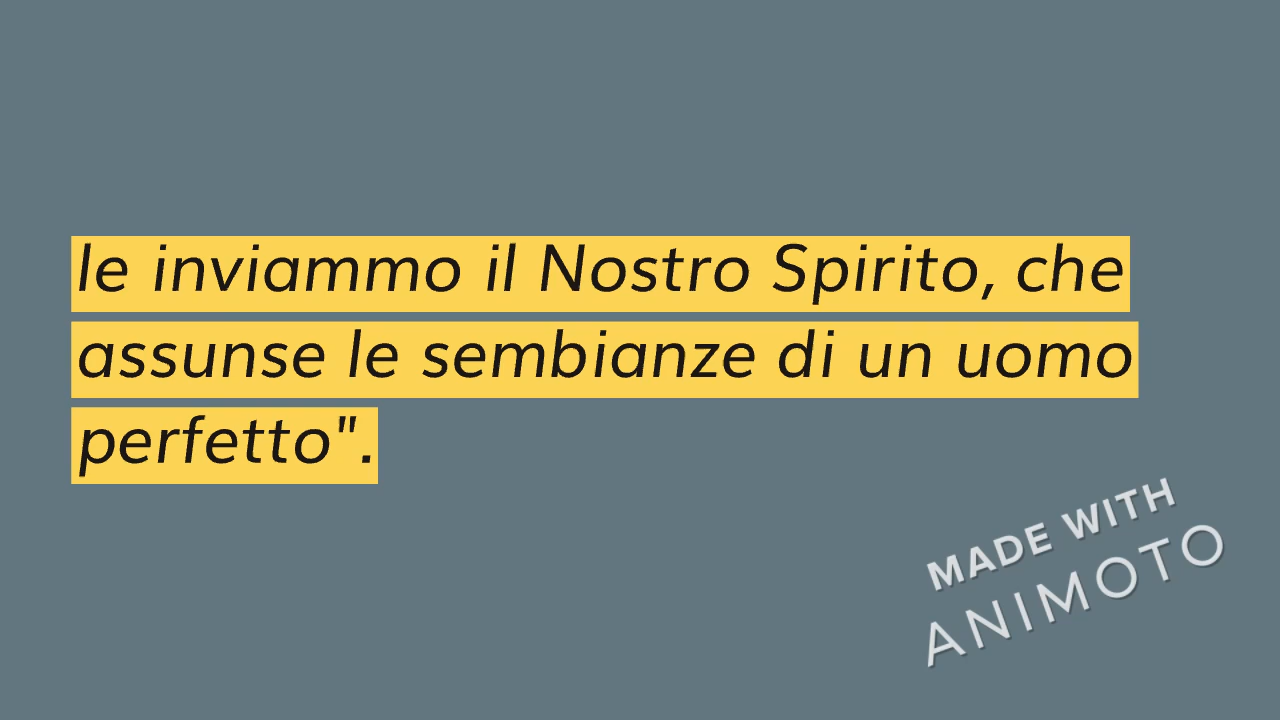 le inviammo il Nostro Spirito, che
assunse le sembianze di un uomo
perfetto".
MADE WITH
ANIMOTO